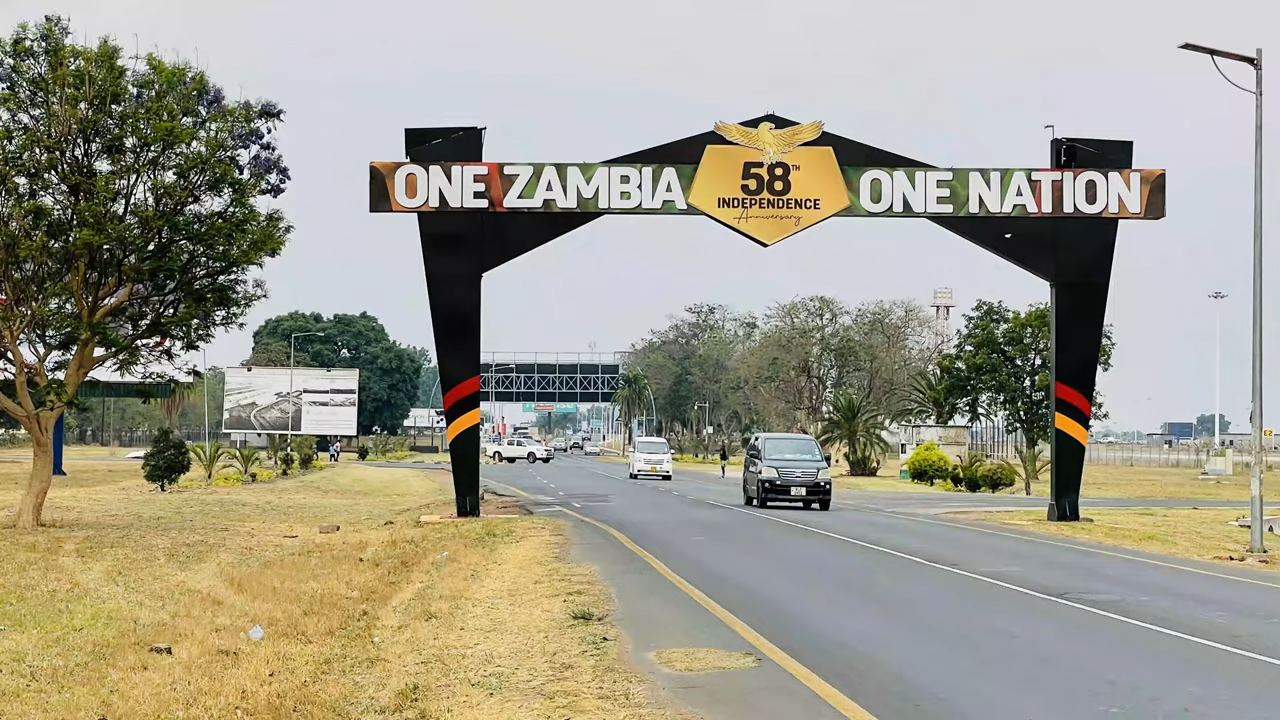 ONE ZAMBIA
58TH
INDEPENDENCE
Anniversary
ONE NATION